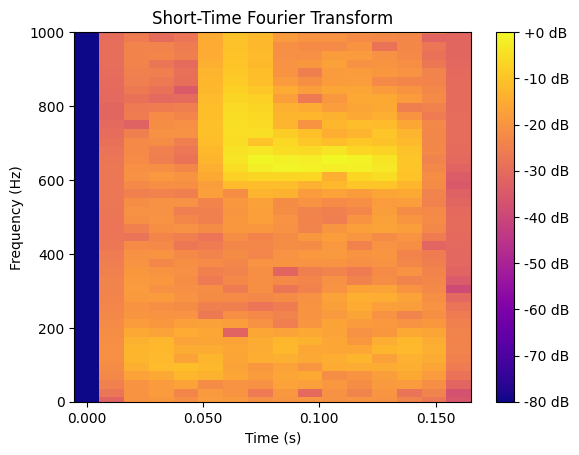 Short-Time Fourier Transform
1000
800
600
400
200
0
Frequency (Hz)
0.000
0.050
0.100
0.150
Time (s)
+0 dB
-10 dB
-20 dB
-30 dB
-40 dB
-50 dB
-60 dB
-70 dB
-80 dB